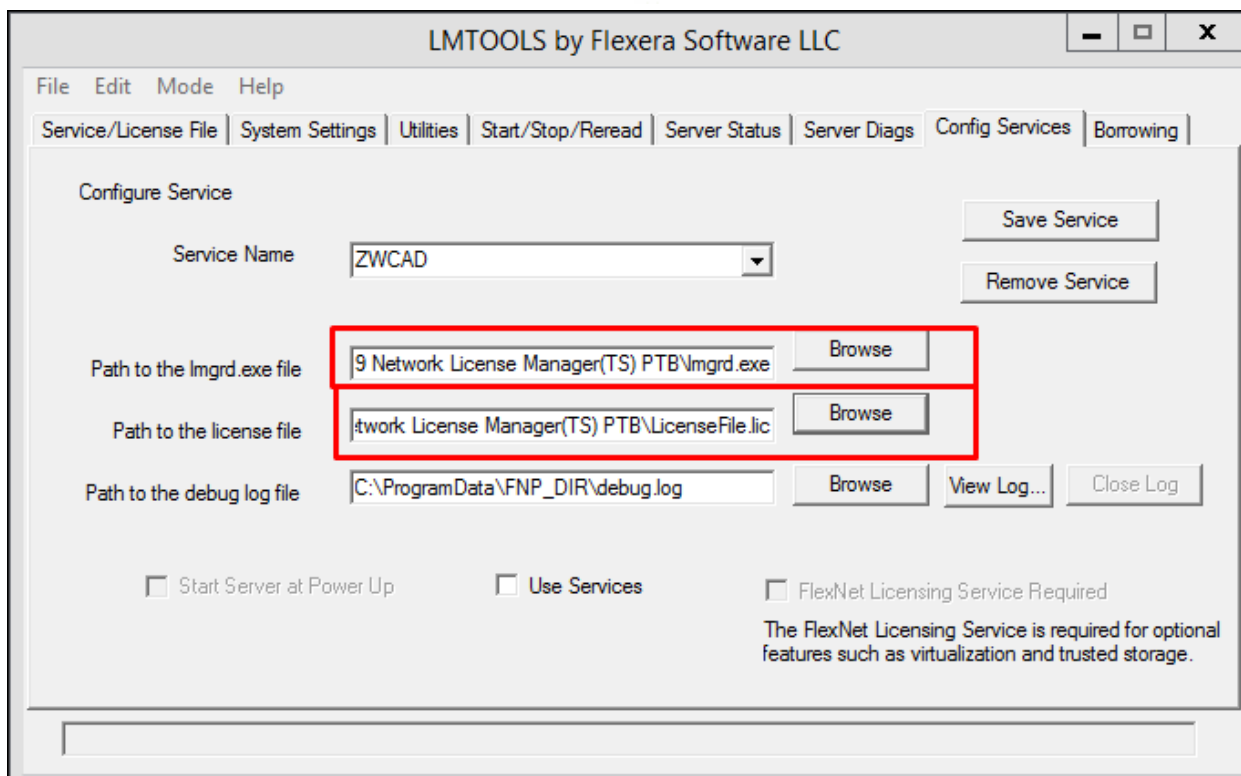 LMTOOLS by Flexera Software LLC
File Edit Mode Help
Service/License File System Settings Utilities Start/Stop/Reread Server Status Server Diags Config Services Borrowing
Configure Service
Save Service
Service Name ZWCAD
Remove Service
Path to the lmgrd.exe file 9 Network License Manager(TS) PTB\lmgrd.exe Browse
Path to the license file twork License Manager(TS) PTB\LicenseFile.lic Browse
Path to the debug log file C:\ProgramData\FNP_DIR\debug.log Browse View Log... Close Log
Start Server at Power Up Use Services FlexNet Licensing Service Required
The FlexNet Licensing Service is required for optional
features such as virtualization and trusted storage.